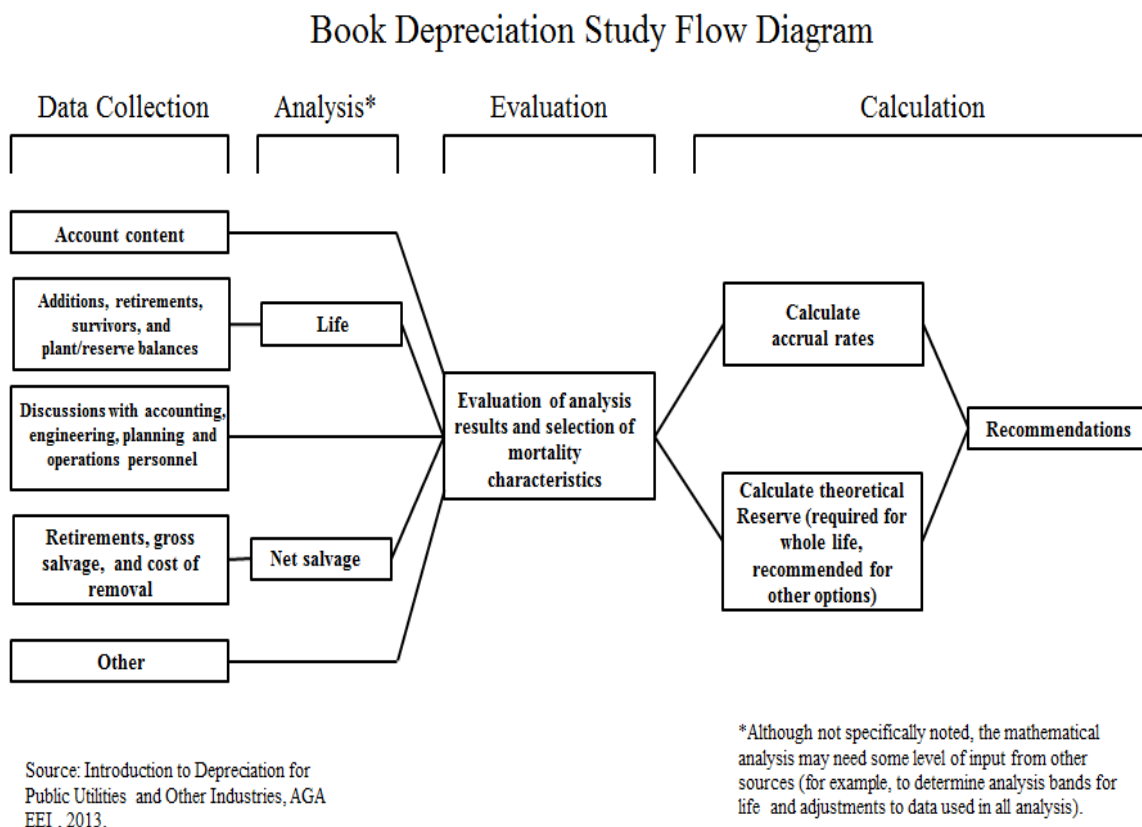 Book Depreciation Study Flow Diagram
Data Collection
Analysis*
Evaluation
Calculation
Account content
Additions, retirements,
survivors, and
plant/reserve balances
Life
Discussions with accounting,
engineering, planning and
operations personnel
Retirements, gross
salvage, and cost of
removal
Net salvage
Other
Evaluation of analysis
results and selection of
mortality
characteristics
Calculate
accrual rates
Calculate theoretical
Reserve (required for
whole life,
recommended for
other options)
Recommendations
Source: Introduction to Depreciation for
Public Utilities and Other Industries, AGA
EEI, 2013.
*Although not specifically noted, the mathematical
analysis may need some level of input from other
sources (for example, to determine analysis bands for
life and adjustments to data used in all analysis).